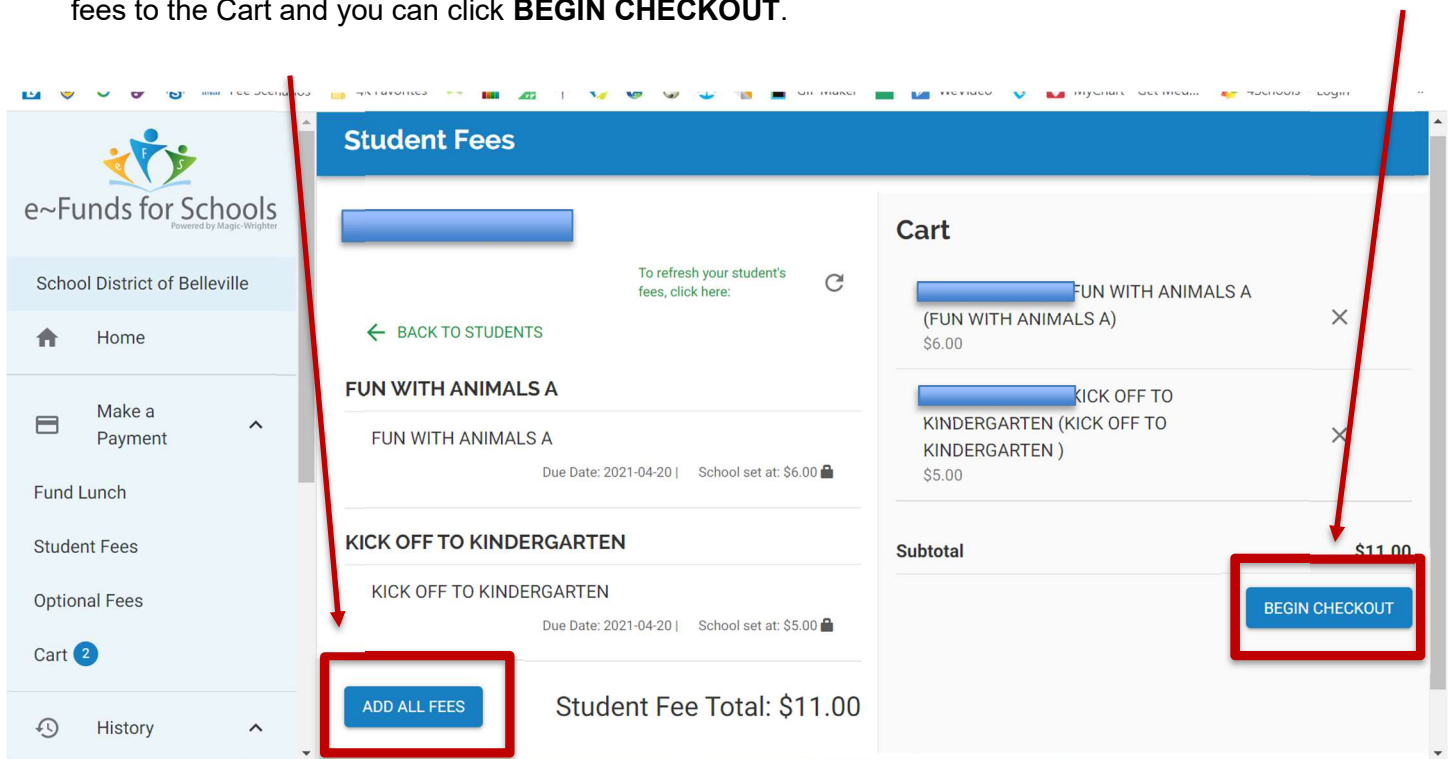 fees to the Cart and you can click BEGIN CHECKOUT.
Student Fees
e~Funds for Schools
Powered by Magic-Wrighter
School District of Belleville
Home
Make a
Payment
Fund Lunch
Student Fees
Optional Fees
Cart 2
History
To refresh your student's
fees, click here:
BACK TO STUDENTS
FUN WITH ANIMALS A
FUN WITH ANIMALS A
Due Date: 2021-04-20 | School set at: $6.00
KICK OFF TO KINDERGARTEN
KICK OFF TO KINDERGARTEN
Due Date: 2021-04-20 | School set at: $5.00
ADD ALL FEES
Student Fee Total: $11.00
Cart
FUN WITH ANIMALS A
(FUN WITH ANIMALS A)
$6.00
KICK OFF TO
KINDERGARTEN (KICK OFF TO
KINDERGARTEN )
$5.00
Subtotal $11.00
BEGIN CHECKOUT